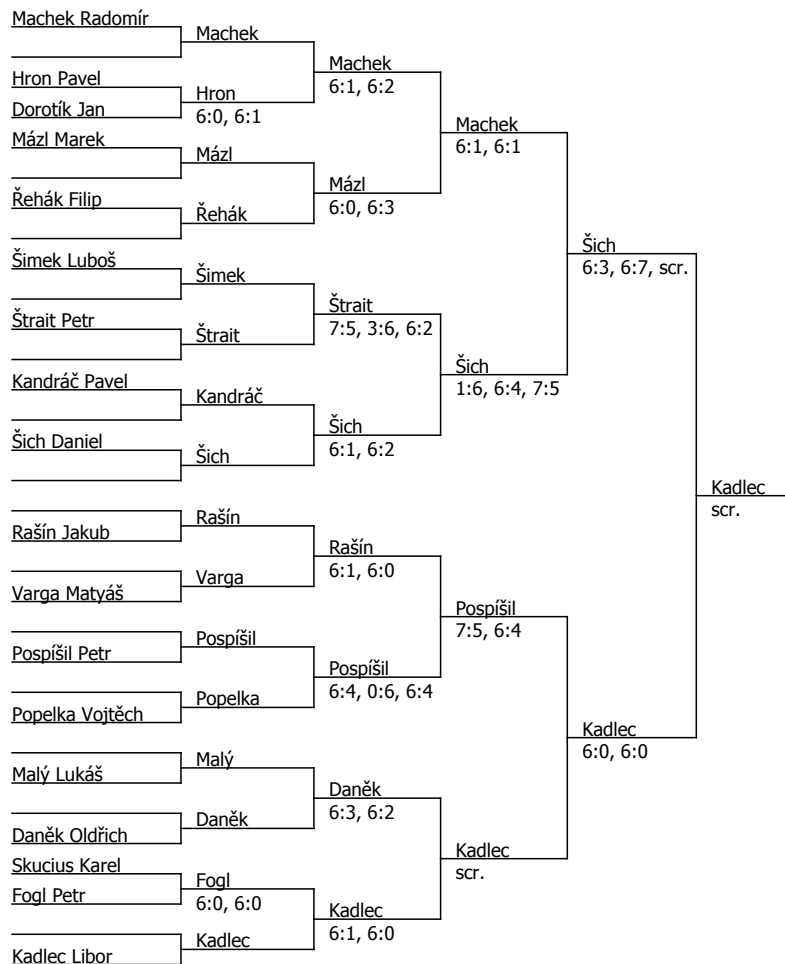 Machek Radomír
Hron Pavel
Dorotík Jan
Mázl Marek
Řehák Filip
Šimek Luboš
Štrait Petr
Kandráč Pavel
Šich Daniel
Rašín Jakub
Varga Matyáš
Pospíšil Petr
Popelka Vojtěch
Malý Lukáš
Daněk Oldřich
Skucius Karel
Fogl Petr
Kadlec Libor
Machek
Hron
6:0, 6:1
Mázl
Řehák
Šimek
Štrait
Kandráč
Šich
Rašín
Varga
Pospíšil
Popelka
Malý
Daněk
Fogl
6:0, 6:0
Kadlec
Machek
6:1, 6:2
Mázl
6:0, 6:3
Štrait
7:5, 3:6, 6:2
Šich
6:1, 6:2
Rašín
6:1, 6:0
Pospíšil
6:4, 0:6, 6:4
Daněk
6:3, 6:2
Kadlec
6:1, 6:0
Machek
6:1, 6:1
Šich
1:6, 6:4, 7:5
Pospíšil
7:5, 6:4
Kadlec
scr.
Šich
6:3, 6:7, scr.
Kadlec
6:0, 6:0
Kadlec
scr.